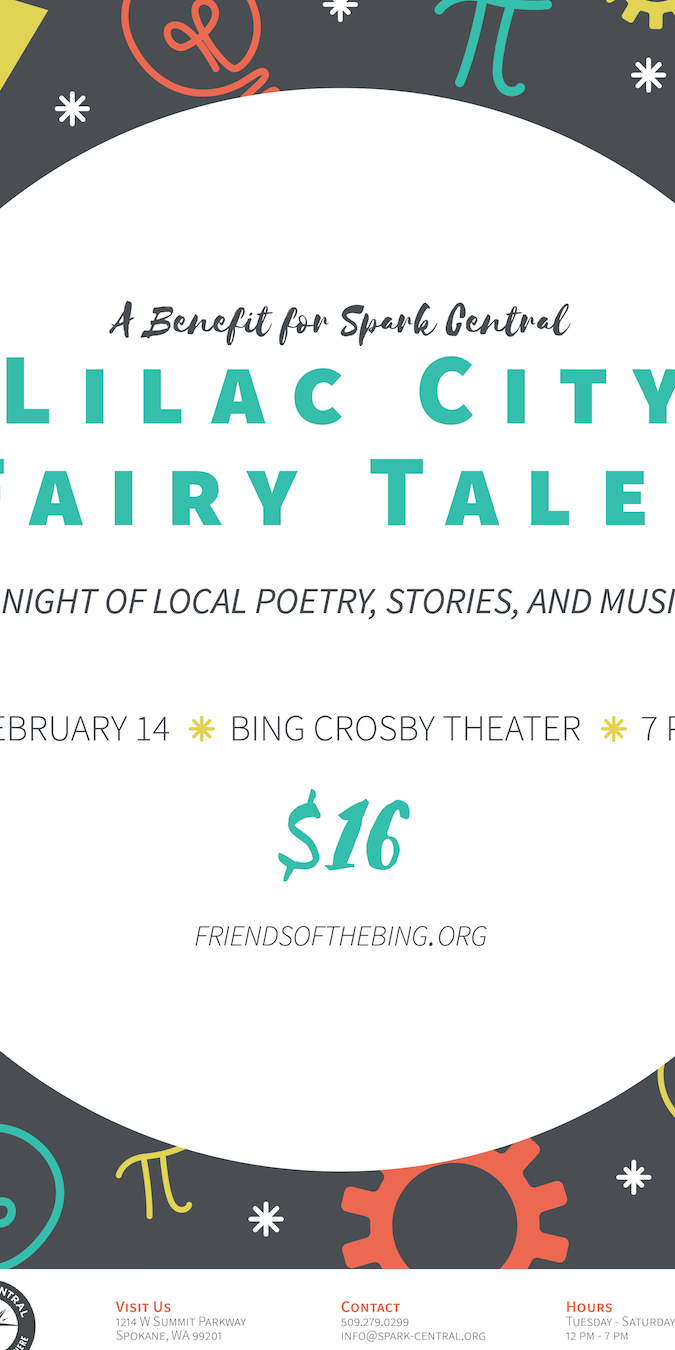 A Benefit for Spark Central
LILAC CITY
FAIRY TALE
NIGHT OF LOCAL POETRY, STORIES, AND MUSI
EBRUARY 14 BING CROSBY THEATER 7 P
$16
FRIENDSOFTHEBING.ORG
π
π
VISIT US
1214 W SUMMIT PARKWAY
SPOKANE, WA 99201
CONTACT
509.279.0299
INFO@SPARK-CENTRAL.ORG
HOURS
TUESDAY - SATURDAY
12 PM - 7 PM